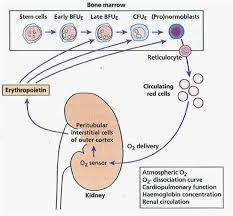 Bone marrow
Stem cells
Early BFUE
Late BFUE
CFUE
(Pro)normoblasts
Reticulocyte
Erythropoietin
Circulating
red cells
Peritubular
interstitial cells
of outer cortex
O₂ delivery
O₂ sensor
Kidney
Atmospheric O₂
O₂- dissociation curve
Cardiopulmonary function
Haemoglobin concentration
Renal circulation